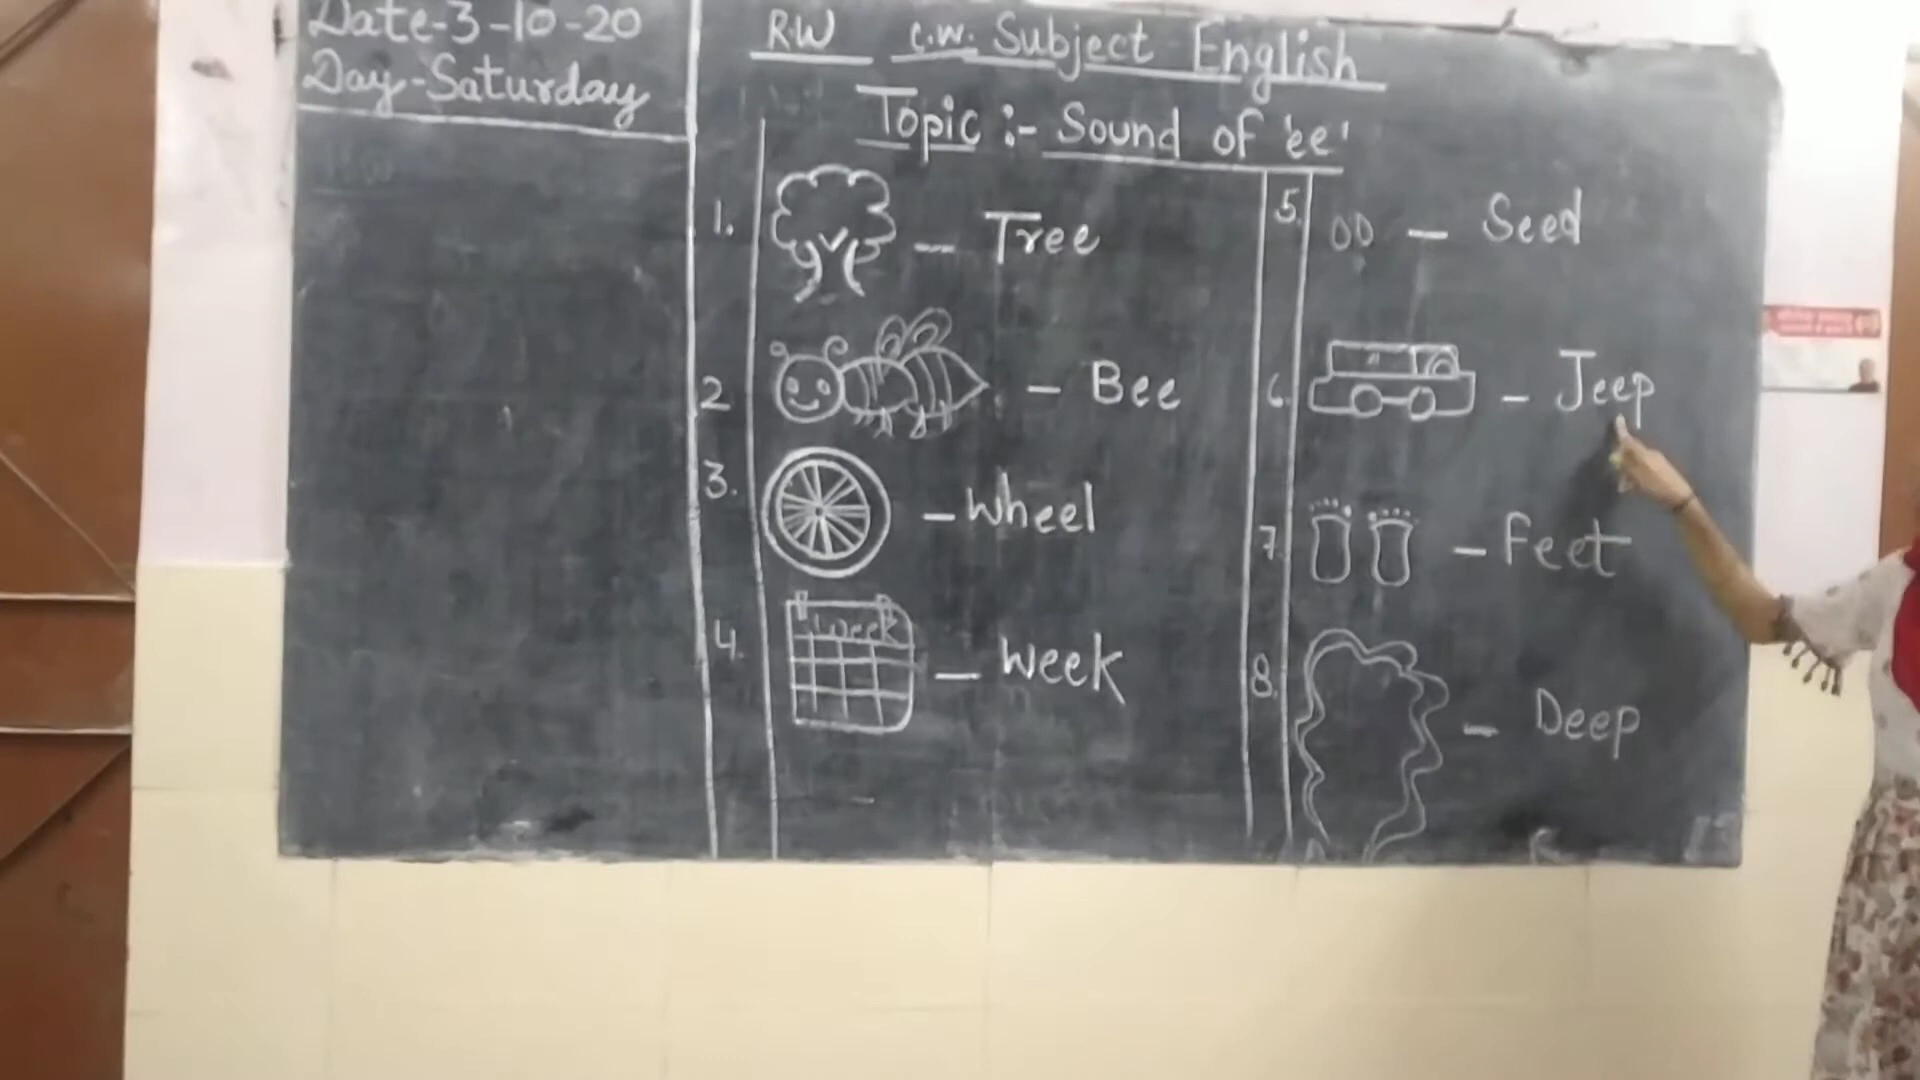 Date-3-10-20
Day-Saturday
R.W c.w. Subject English
Topic :- Sound of 'ee'
1. - Tree
2 - Bee
3. - Wheel
4. week - Week
5. - Seed
6. - Jeep
7. - Feet
8. - Deep